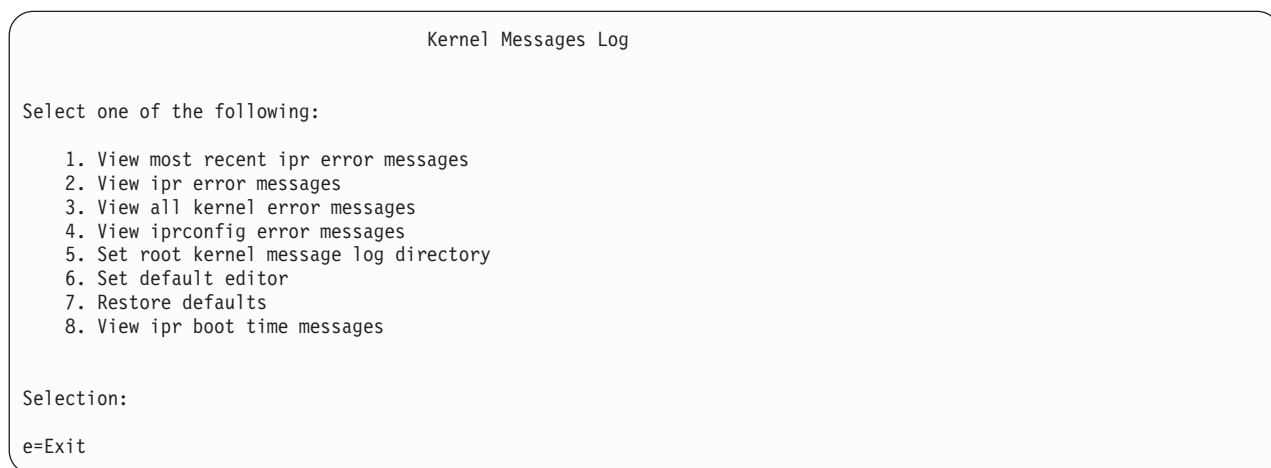 Kernel Messages Log
Select one of the following:
1. View most recent ipr error messages
2. View ipr error messages
3. View all kernel error messages
4. View iprconfig error messages
5. Set root kernel message log directory
6. Set default editor
7. Restore defaults
8. View ipr boot time messages
Selection:
e=Exit